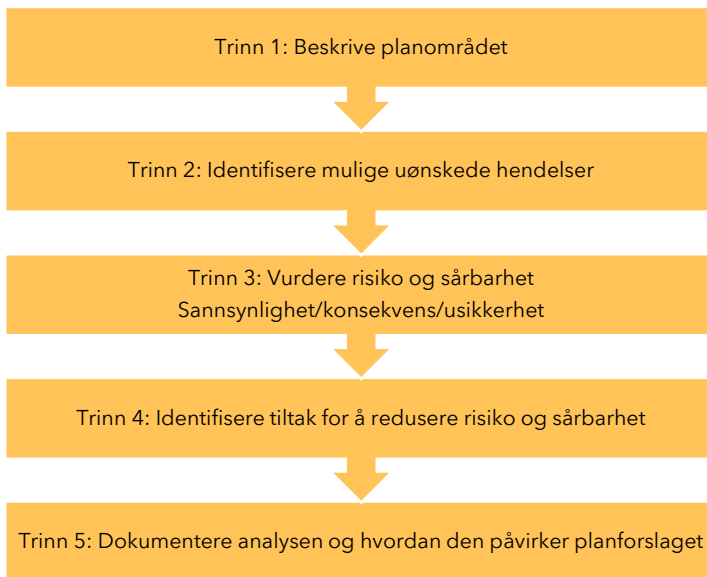 Trinn 1: Beskrive planområdet
Trinn 2: Identifisere mulige uønskede hendelser
Trinn 3: Vurdere risiko og sårbarhet
Sannsynlighet/konsekvens/usikkerhet
Trinn 4: Identifisere tiltak for å redusere risiko og sårbarhet
Trinn 5: Dokumentere analysen og hvordan den påvirker planforslaget